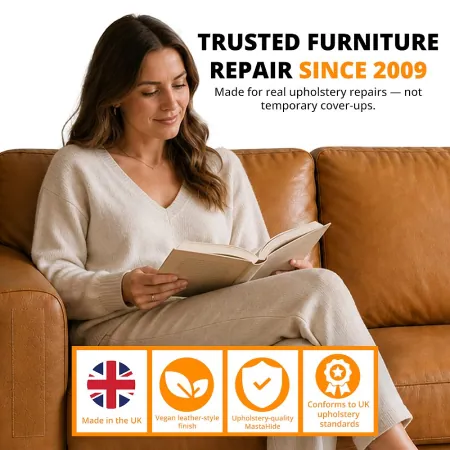 TRUSTED FURNITURE
REPAIR SINCE 2009
Made for real upholstery repairs — not
temporary cover-ups.
Made in the UK
Vegan leather-style
finish
Upholstery-quality
MastaHide
Conforms to UK
upholstery
standards